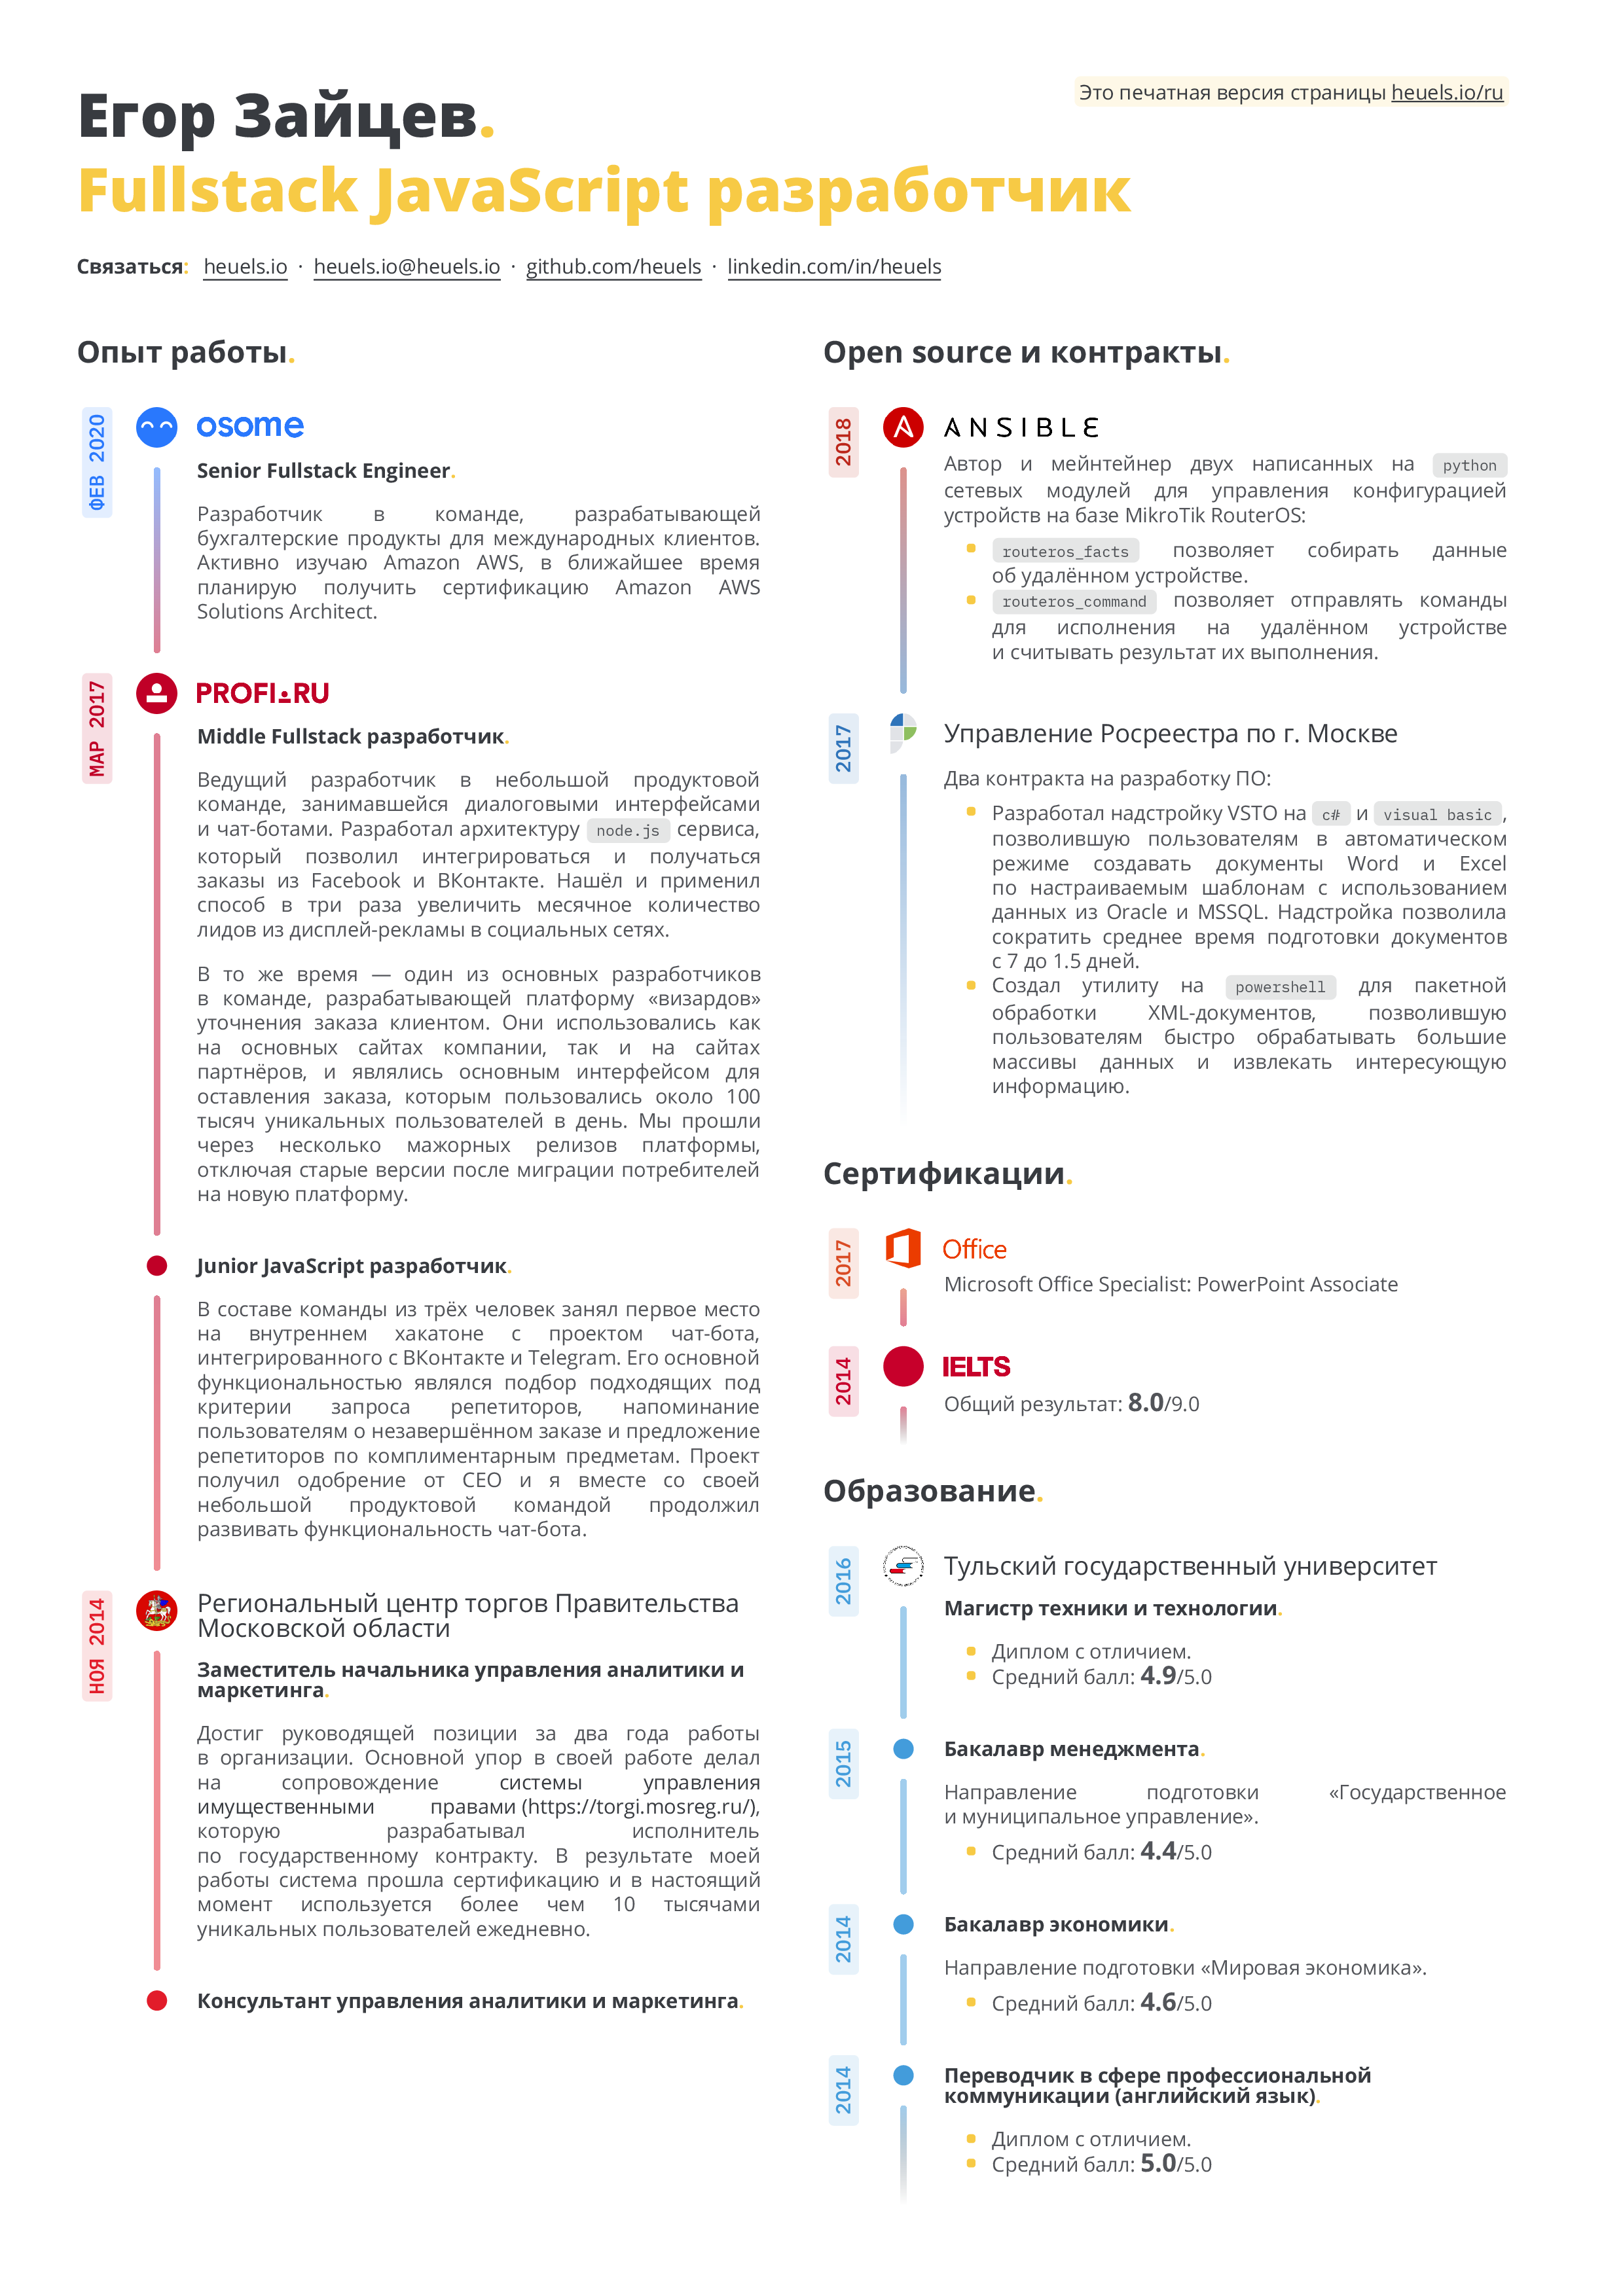 Егор Зайцев.
Это печатная версия страницы heuels.io/ru
Fullstack JavaScript разработчик
Связаться: heuels.io · heuels.io@heuels.io · github.com/heuels · linkedin.com/in/heuels
Опыт работы.
ФЕВ 2020
osome
Senior Fullstack Engineer.
Разработчик в команде, разрабатывающей
бухгалтерские продукты для международных клиентов.
Активно изучаю Amazon AWS, в ближайшее время
планирую получить сертификацию Amazon AWS
Solutions Architect.
МАР 2017
PROFI.RU
Middle Fullstack разработчик.
Ведущий разработчик в небольшой продуктовой
команде, занимавшейся диалоговыми интерфейсами
и чат-ботами. Разработал архитектуру node.js сервиса,
который позволил интегрироваться и получаться
заказы из Facebook и ВКонтакте. Нашёл и применил
способ в три раза увеличить месячное количество
лидов из дисплей-рекламы в социальных сетях.
В то же время — один из основных разработчиков
в команде, разрабатывающей платформу «визардов»
уточнения заказа клиентом. Они использовались как
на основных сайтах компании, так и на сайтах
партнёров, и являлись основным интерфейсом для
оставления заказа, которым пользовались около 100
тысяч уникальных пользователей в день. Мы прошли
через несколько мажорных релизов платформы,
отключая старые версии после миграции потребителей
на новую платформу.
Junior JavaScript разработчик.
В составе команды из трёх человек занял первое место
на внутреннем хакатоне с проектом чат-бота,
интегрированного с ВКонтакте и Telegram. Его основной
функциональностью являлся подбор подходящих под
критерии запроса репетиторов, напоминание
пользователям о незавершённом заказе и предложение
репетиторов по комплиментарным предметам. Проект
получил одобрение от CEO и я вместе со своей
небольшой продуктовой командой продолжил
развивать функциональность чат-бота.
НОЯ 2014
Региональный центр торгов Правительства
Московской области
Заместитель начальника управления аналитики и
маркетинга.
Достиг руководящей позиции за два года работы
в организации. Основной упор в своей работе делал
на сопровождение системы управления
имущественными правами (https://torgi.mosreg.ru/),
которую разрабатывал исполнитель
по государственному контракту. В результате моей
работы система прошла сертификацию и в настоящий
момент используется более чем 10 тысячами
уникальных пользователей ежедневно.
Консультант управления аналитики и маркетинга.
Open source и контракты.
2018
ANSIBLE
Автор и мейнтейнер двух написанных на python
сетевых модулей для управления конфигурацией
устройств на базе MikroTik RouterOS:
routeros_facts позволяет собирать данные
об удалённом устройстве.
routeros_command позволяет отправлять команды
для исполнения на удалённом устройстве
и считывать результат их выполнения.
2017
Управление Росреестра по г. Москве
Два контракта на разработку ПО:
Разработал надстройку VSTO на c# и visual basic,
позволившую пользователям в автоматическом
режиме создавать документы Word и Excel
по настраиваемым шаблонам с использованием
данных из Oracle и MSSQL. Надстройка позволила
сократить среднее время подготовки документов
с 7 до 1.5 дней.
Создал утилиту на powershell для пакетной
обработки XML-документов, позволившую
пользователям быстро обрабатывать большие
массивы данных и извлекать интересующую
информацию.
Сертификации.
2017
Office
Microsoft Office Specialist: PowerPoint Associate
2014
IELTS
Общий результат: 8.0/9.0
Образование.
2016
Тульский государственный университет
Магистр техники и технологии.
Диплом с отличием.
Средний балл: 4.9/5.0
2015
Бакалавр менеджмента.
Направление подготовки «Государственное
и муниципальное управление».
Средний балл: 4.4/5.0
2014
Бакалавр экономики.
Направление подготовки «Мировая экономика».
Средний балл: 4.6/5.0
2014
Переводчик в сфере профессиональной
коммуникации (английский язык).
Диплом с отличием.
Средний балл: 5.0/5.0